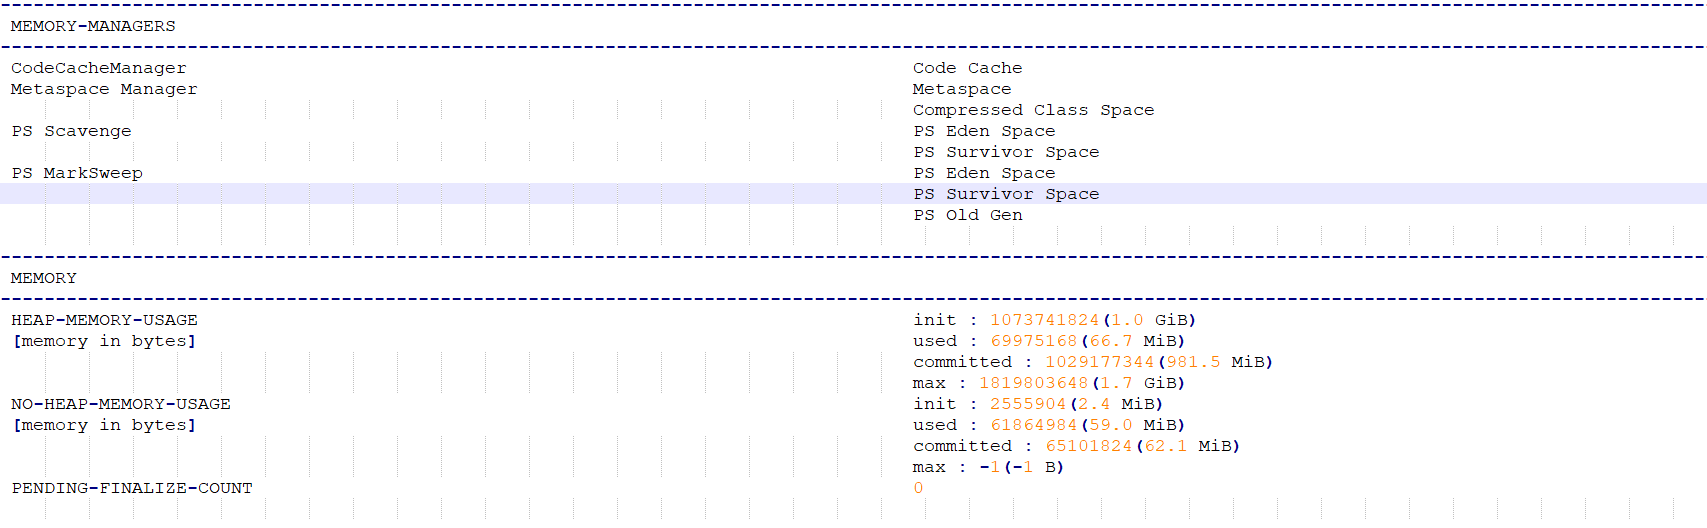 MEMORY-MANAGERS
CodeCacheManager Code Cache
Metaspace Manager Metaspace
Compressed Class Space
PS Scavenge PS Eden Space
PS Survivor Space
PS MarkSweep PS Eden Space
PS Survivor Space
PS Old Gen
MEMORY
HEAP-MEMORY-USAGE init : 1073741824(1.0 GiB)
[memory in bytes] used : 69975168(66.7 MiB)
committed : 1029177344(981.5 MiB)
max : 1819803648(1.7 GiB)
NO-HEAP-MEMORY-USAGE init : 2555904(2.4 MiB)
[memory in bytes] used : 61864984(59.0 MiB)
committed : 65101824(62.1 MiB)
max : -1(-1 B)
PENDING-FINALIZE-COUNT 0